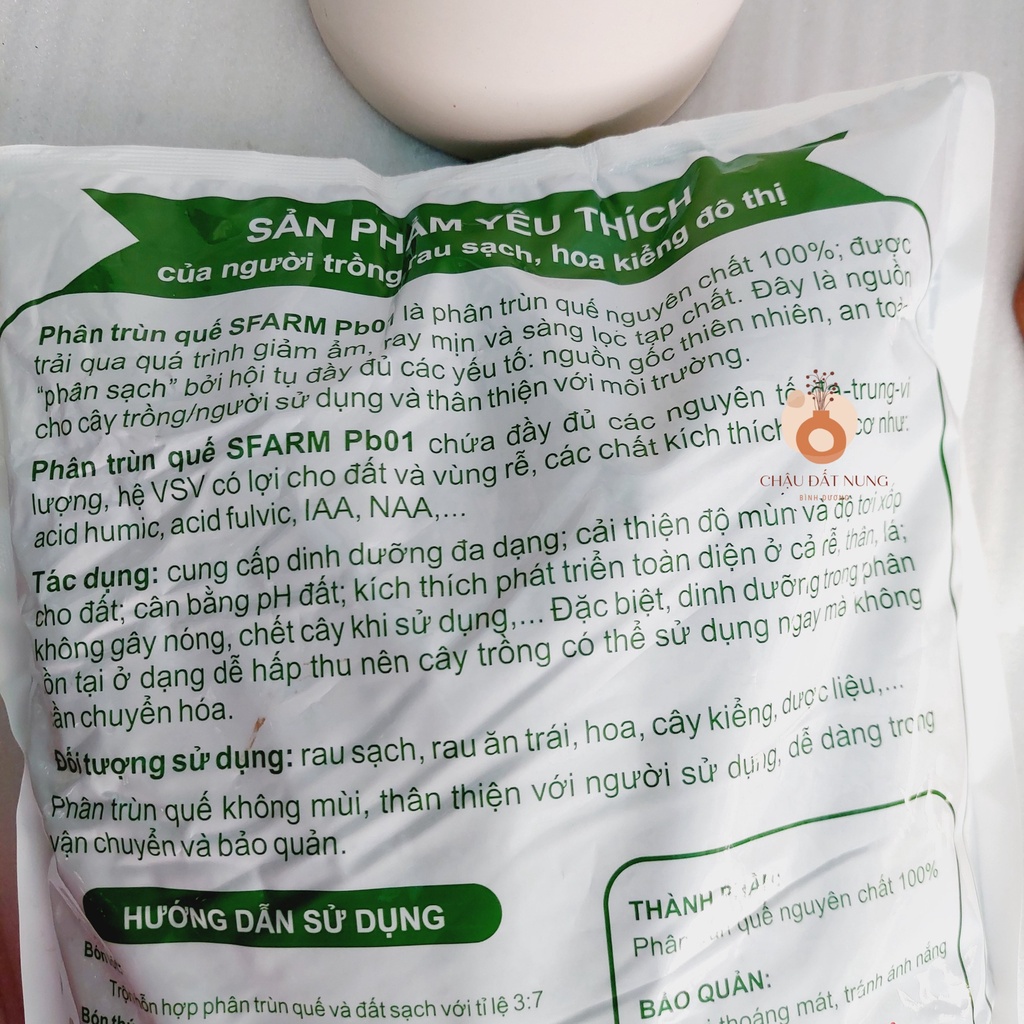 SẢN PHẨM YÊU THÍCH
của người trồng rau sạch, hoa kiểng đô thị
Phân trùn quế SFARM Pb01 là phân trùn quế nguyên chất 100%; được
trải qua quá trình giảm ẩm, ray mịn và sàng lọc tạp chất. Đây là nguồn
“phân sạch” bởi hội tụ đầy đủ các yếu tố: nguồn gốc thiên nhiên, an toàn
cho cây trồng/người sử dụng và thân thiện với môi trường.
Phân trùn quế SFARM Pb01 chứa đầy đủ các nguyên tố đa-trung-vi
lượng, hệ VSV có lợi cho đất và vùng rễ, các chất kích thích cơ như:
acid humic, acid fulvic, IAA, NAA,...
CHẬU ĐẤT NUNG
BÌNH DƯƠNG
Tác dụng: cung cấp dinh dưỡng đa dạng; cải thiện độ mùn và độ tơi xốp
cho đất; cân bằng pH đất; kích thích phát triển toàn diện ở cả rễ, thân, lá;
không gây nóng, chết cây khi sử dụng,... Đặc biệt, dinh dưỡng trong phân
ồn tại ở dạng dễ hấp thu nên cây trồng có thể sử dụng ngay mà không
ần chuyển hóa.
Đối tượng sử dụng: rau sạch, rau ăn trái, hoa, cây kiểng, dược liệu,...
Phân trùn quế không mùi, thân thiện với người sử dụng, dễ dàng trong
vận chuyển và bảo quản.
HƯỚNG DẪN SỬ DỤNG
Bón
Trộn hỗn hợp phân trùn quế và đất sạch với tỉ lệ 3:7
Bón
THÀNH PHẦN:
Phân trùn quế nguyên chất 100%
BẢO QUẢN:
thoáng mát, tránh ánh nắng